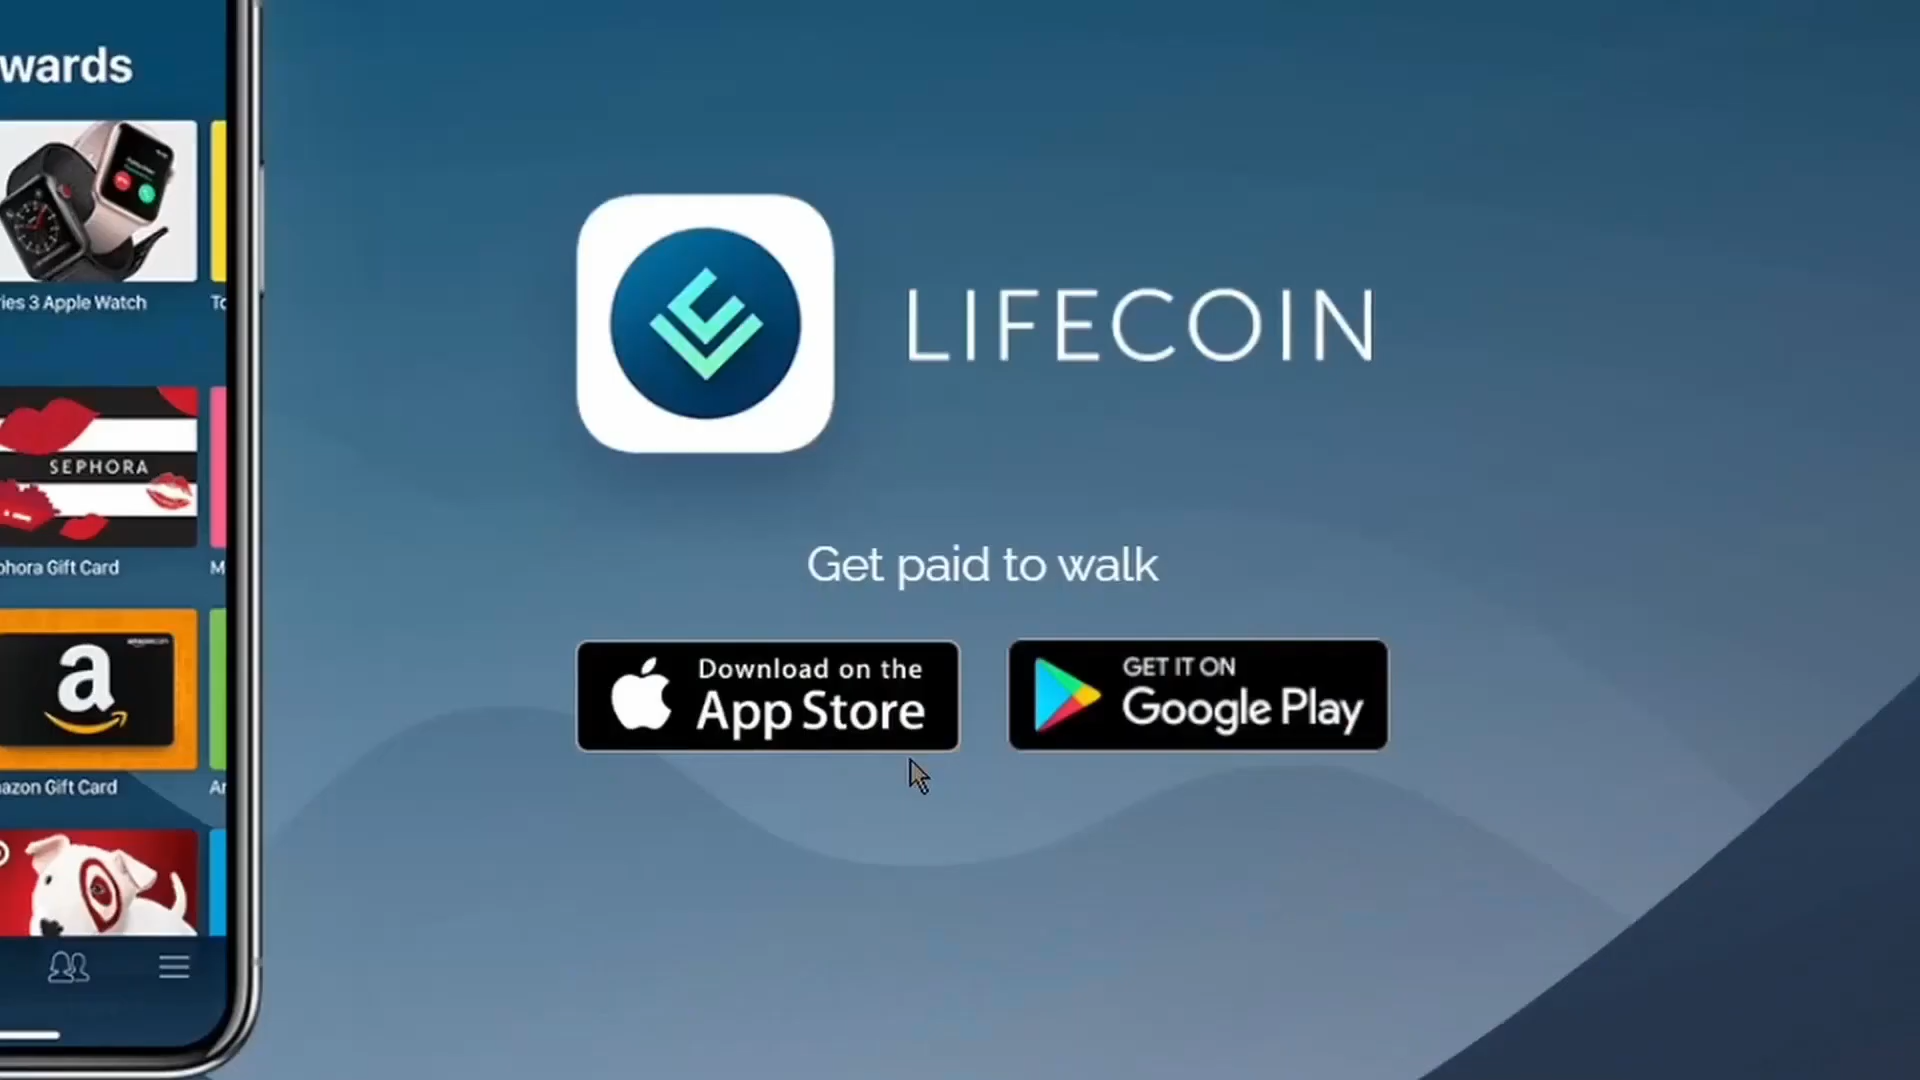 wards
ies 3 Apple Watch
SEPHORA
phora Gift Card
a
azon Gift Card
LIFECOIN
Get paid to walk
Download on the
App Store
GET IT ON
Google Play